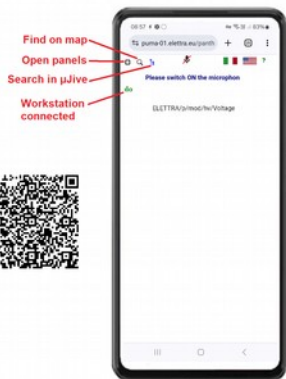 Find on map
Open panels
Search in µJive
Workstation
connected
08:57
83%
puma-01.elettra.eu/panth
Please switch ON the microphon
ELETTRA/p/mod/hv/Voltage